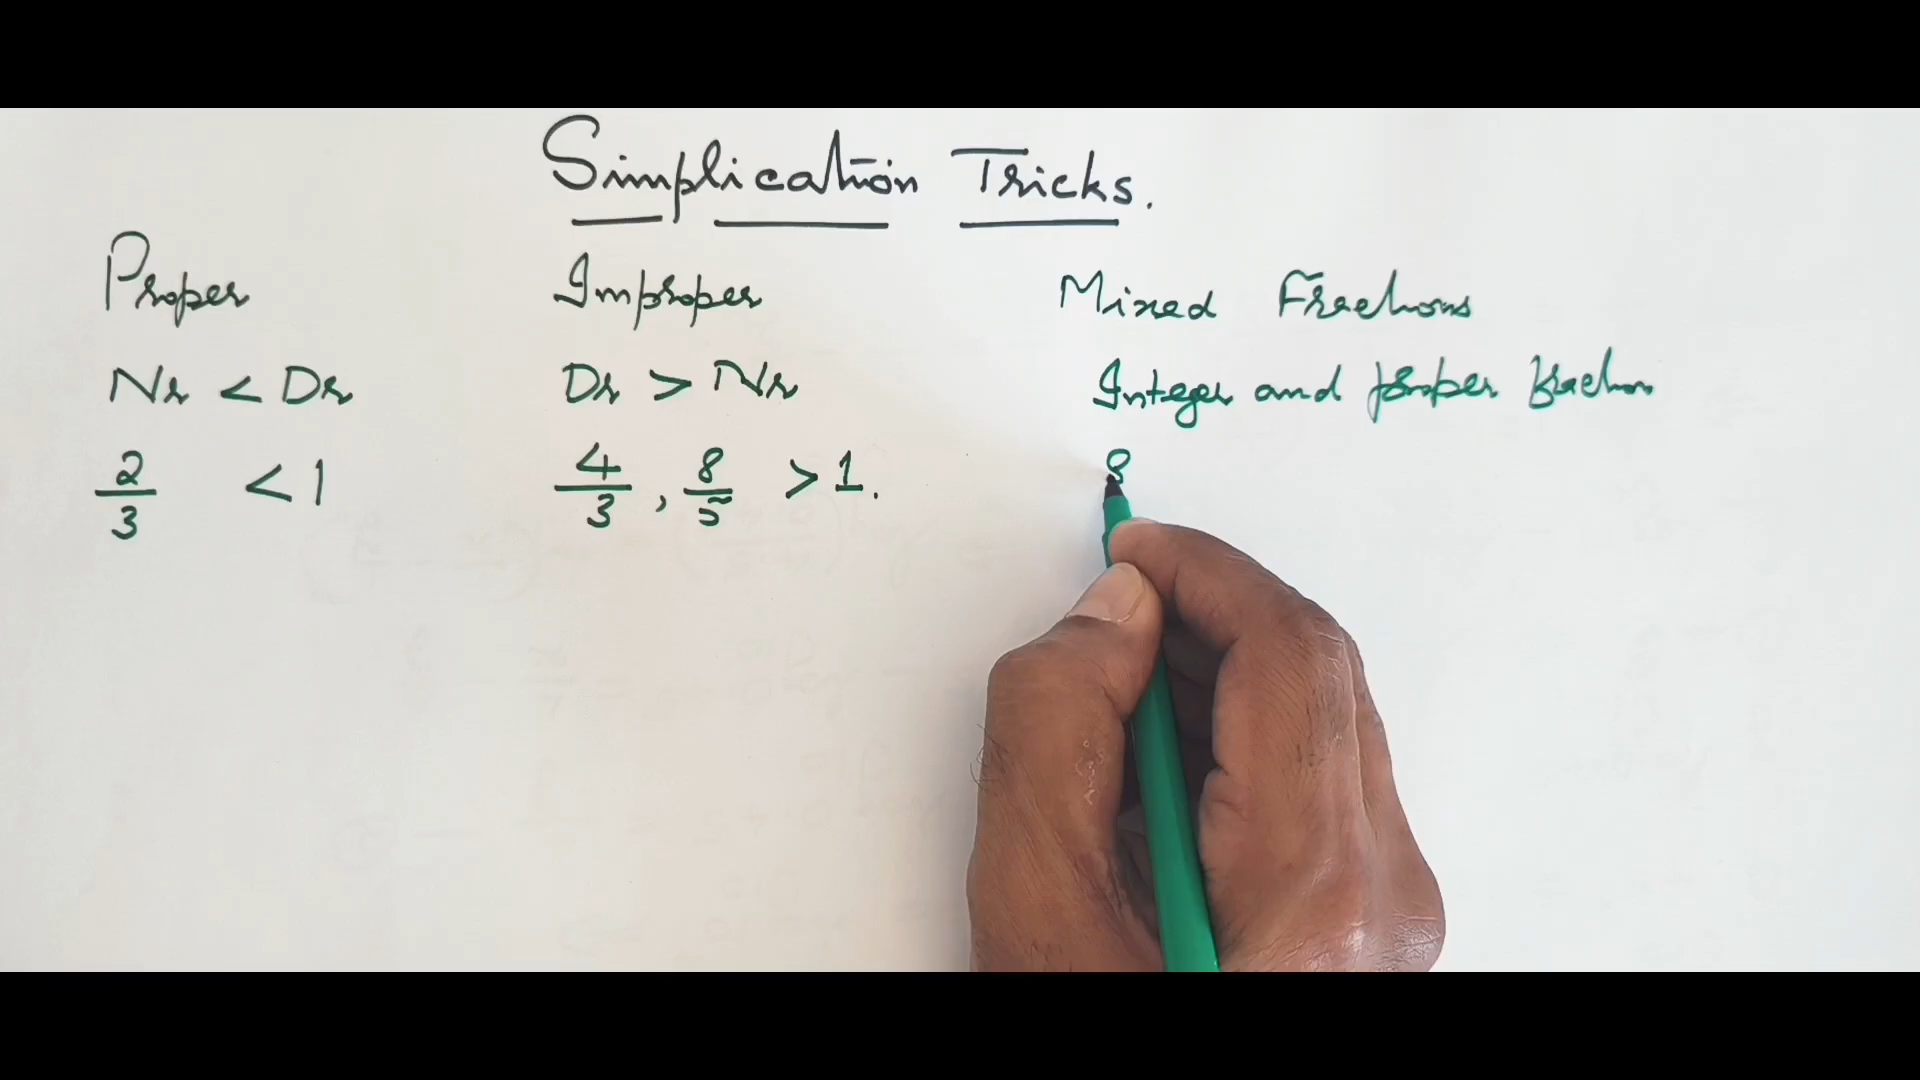 Simplication Tricks.
Proper Improper Mixed Fractions
Nr < Dr Dr > Nr Integer and proper fraction
2/3 < 1 4/3, 8/5 > 1. 8